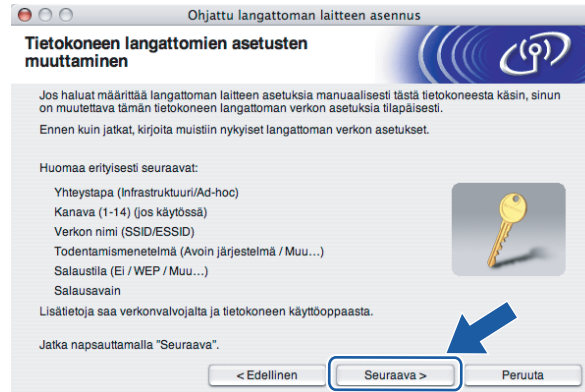 Ohjattu langattoman laitteen asennus
Tietokoneen langattomien asetusten
muuttaminen
Jos haluat määrittää langattoman laitteen asetuksia manuaalisesti tästä tietokoneesta käsin, sinun
on muutettava tämän tietokoneen langattoman verkon asetuksia tilapäisesti.
Ennen kuin jatkat, kirjoita muistiin nykyiset langattoman verkon asetukset.
Huomaa erityisesti seuraavat:
Yhteystapa (Infrastruktuuri/Ad-hoc)
Kanava (1-14) (jos käytössä)
Verkon nimi (SSID/ESSID)
Todentamismenetelmä (Avoin järjestelmä / Muu...)
Salaustila (Ei / WEP / Muu...)
Salausavain
Lisätietoja saa verkonvalvojalta ja tietokoneen käyttöoppaasta.
Jatka napsauttamalla "Seuraava".
< Edellinen Seuraava > Peruuta